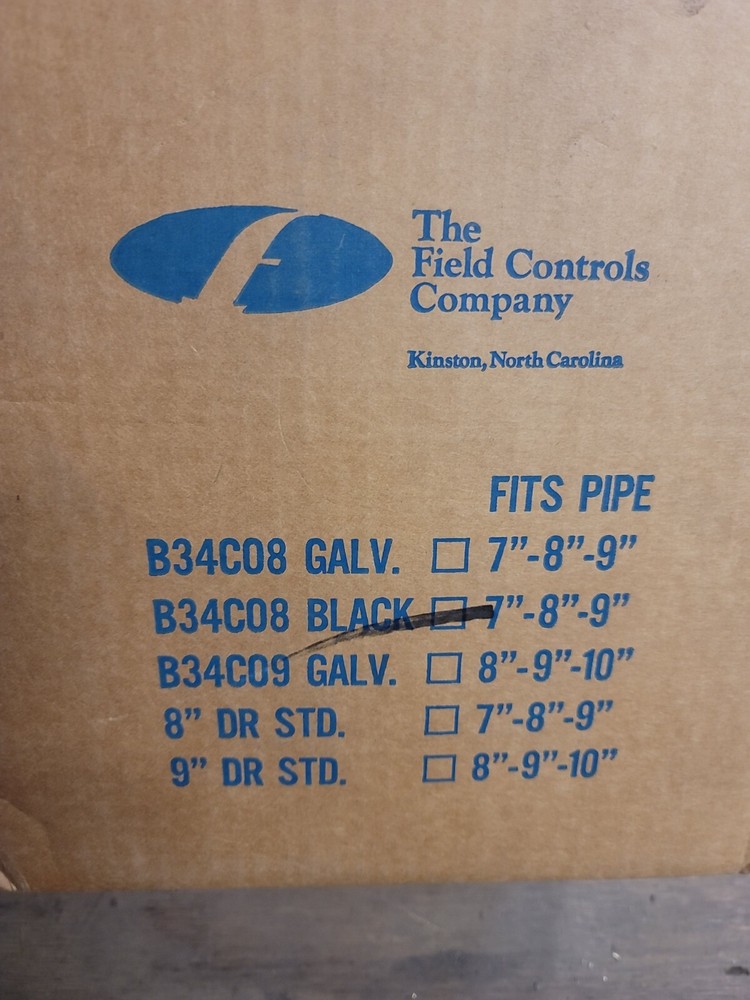 The
Field Controls
Company
Kinston, North Carolina
FITS PIPE
B34C08 GALV. ☐ 7”-8”-9”
B34C08 BLACK ☐ 7”-8”-9”
B34C09 GALV. ☐ 8”-9”-10”
8” DR STD. ☐ 7”-8”-9”
9” DR STD. ☐ 8”-9”-10”